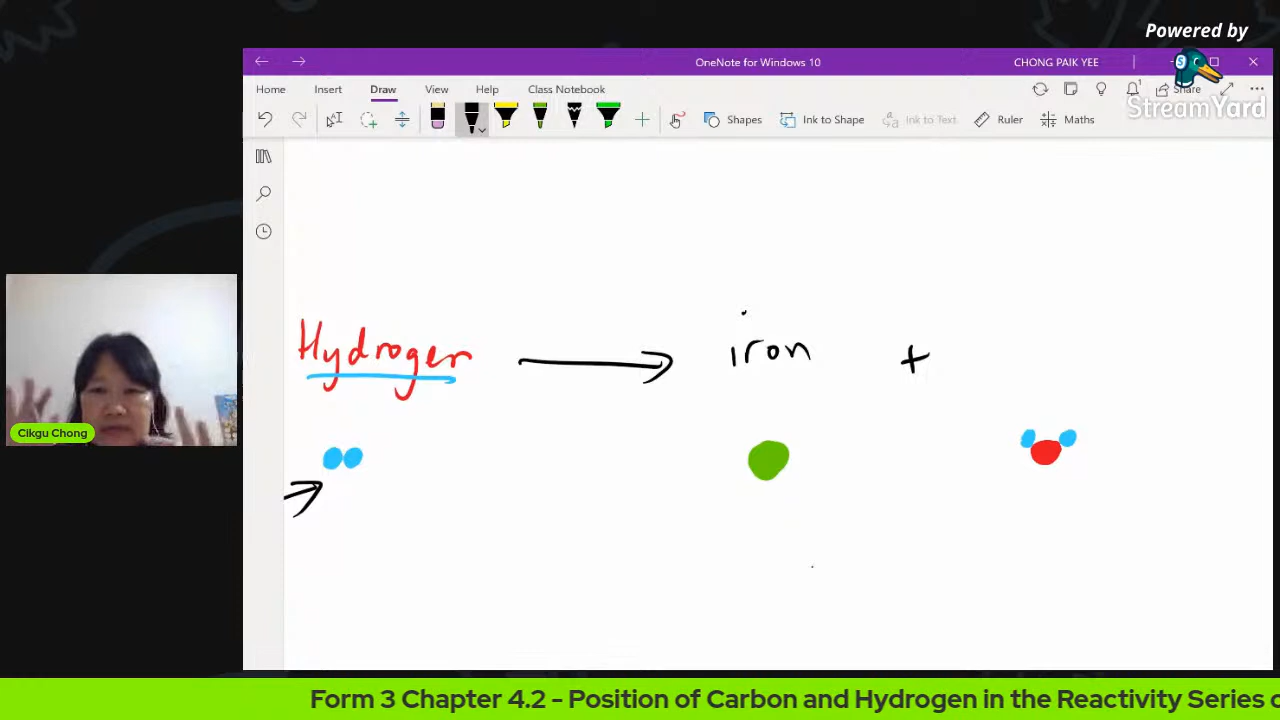 Powered by
StreamYard
OneNote for Windows 10
CHONG PAIK YEE
Home
Insert
Draw
View
Help
Class Notebook
Share
Shapes
Ink to Shape
Ink to Text
Ruler
Maths
Hydrogen
iron
+
Cikgu Chong
Form 3 Chapter 4.2 - Position of Carbon and Hydrogen in the Reactivity Series